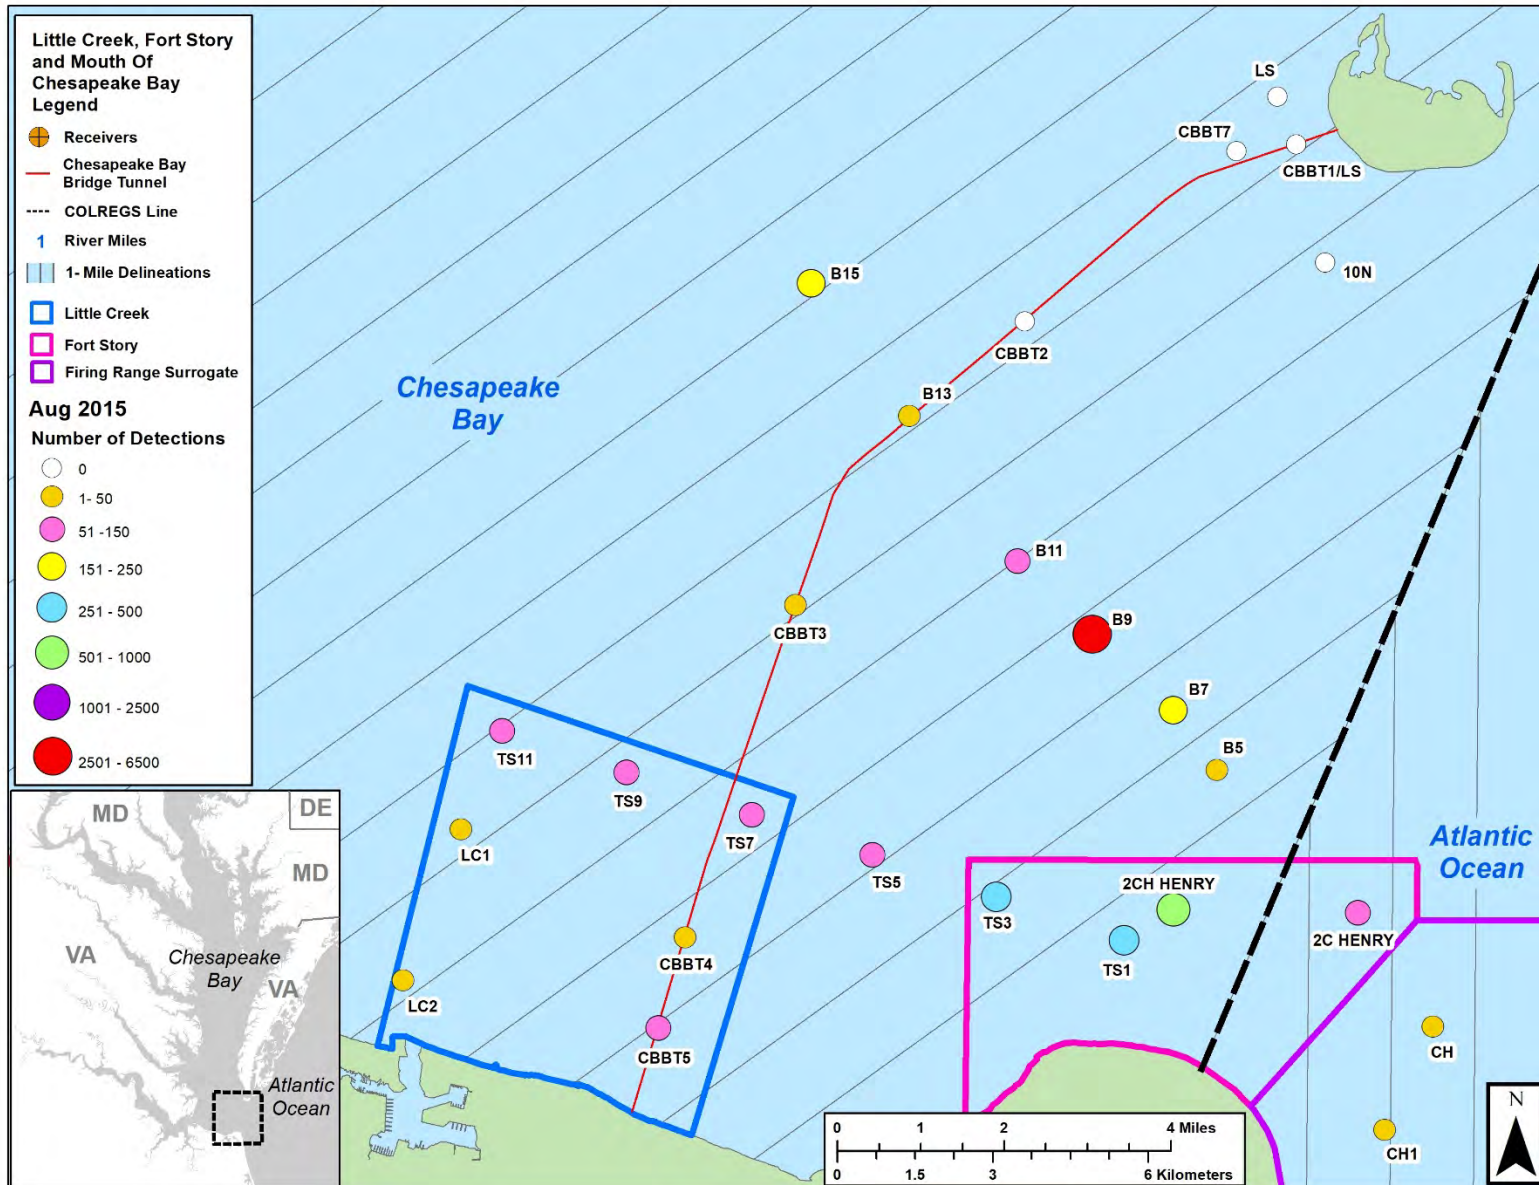 Little Creek, Fort Story
and Mouth Of
Chesapeake Bay
Legend
Receivers
Chesapeake Bay
Bridge Tunnel
COLREGS Line
1 River Miles
1- Mile Delineations
Little Creek
Fort Story
Firing Range Surrogate
Aug 2015
Number of Detections
0
1- 50
51 -150
151 - 250
251 - 500
501 - 1000
1001 - 2500
2501 - 6500
LS
CBBT7
CBBT1/LS
10N
B15
CBBT2
Chesapeake
Bay
B13
B11
CBBT3
B9
B7
TS11
B5
TS9
TS7
LC1
TS5
Atlantic
Ocean
2CH HENRY
TS3
2C HENRY
TS1
CBBT4
LC2
CBBT5
CH
CH1
MD
DE
MD
VA
Chesapeake
Bay
VA
Atlantic
Ocean
0 1 2 4 Miles
0 1.5 3 6 Kilometers
N